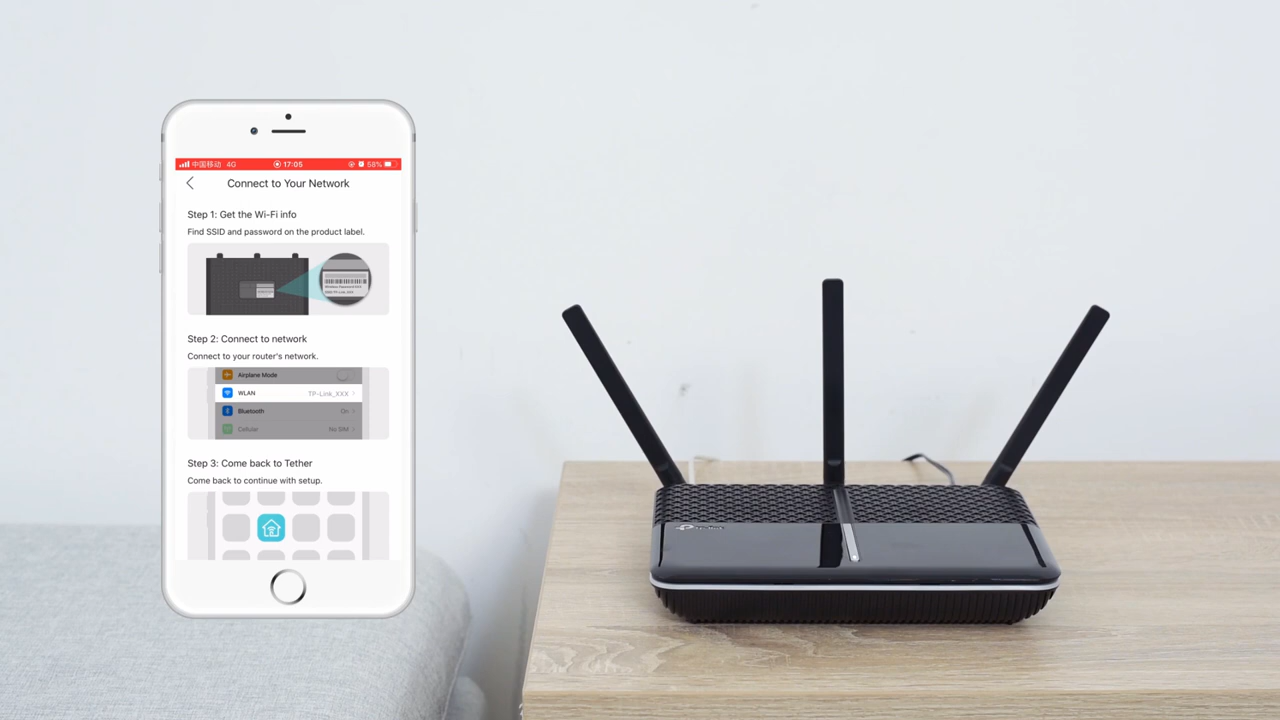 中国移动 4G 17:05 58%
Connect to Your Network
Step 1: Get the Wi-Fi info
Find SSID and password on the product label.
Step 2: Connect to network
Connect to your router's network.
Airplane Mode
WLAN TP-Link_XXX
Bluetooth On
Cellular No SIM
Step 3: Come back to Tether
Come back to continue with setup.